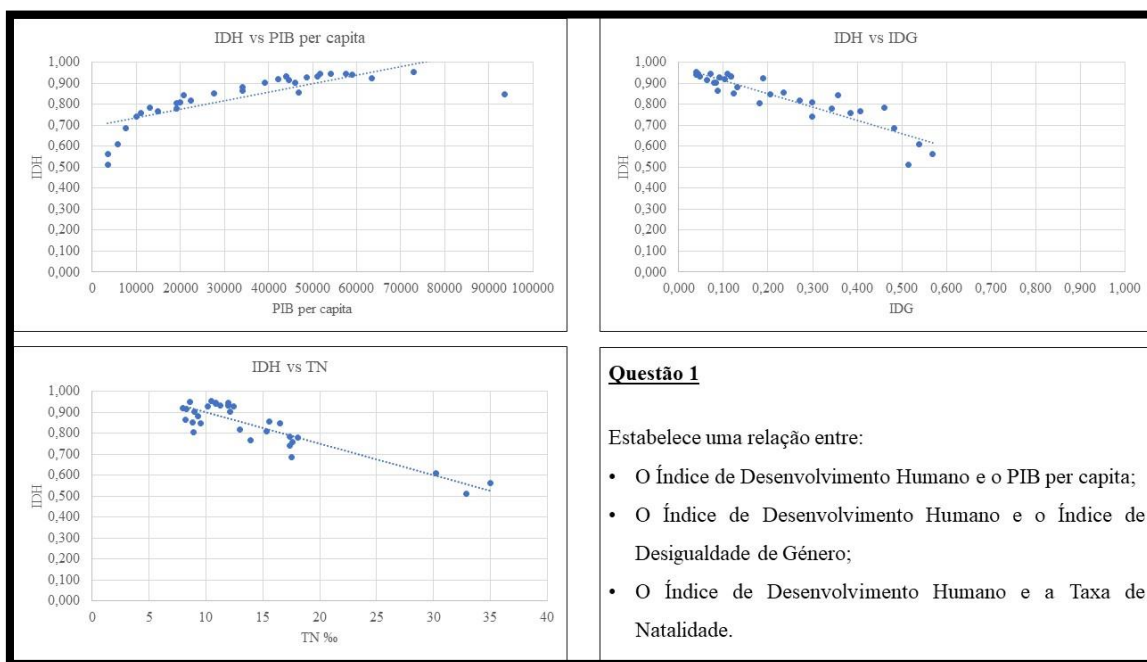 IDH vs PIB per capita
1,000
0,900
0,800
0,700
0,600
0,500
0,400
0,300
0,200
0,100
0,000
IDH
0 10000 20000 30000 40000 50000 60000 70000 80000 90000 100000
PIB per capita
IDH vs IDG
1,000
0,900
0,800
0,700
0,600
0,500
0,400
0,300
0,200
0,100
0,000
IDH
0,000 0,100 0,200 0,300 0,400 0,500 0,600 0,700 0,800 0,900 1,000
IDG
IDH vs TN
1,000
0,900
0,800
0,700
0,600
0,500
0,400
0,300
0,200
0,100
0,000
IDH
0 5 10 15 20 25 30 35 40
TN ‰
Questão 1
Estabelece uma relação entre:
• O Índice de Desenvolvimento Humano e o PIB per capita;
• O Índice de Desenvolvimento Humano e o Índice de
Desigualdade de Género;
• O Índice de Desenvolvimento Humano e a Taxa de
Natalidade.